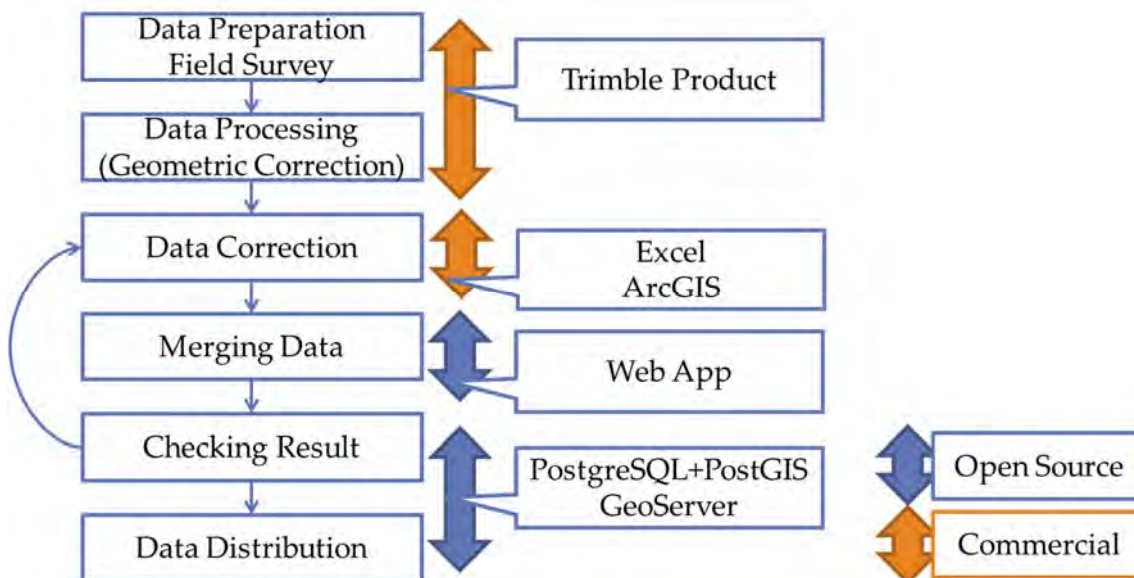 Data Preparation
Field Survey
Trimble Product
Data Processing
(Geometric Correction)
Data Correction
Excel
ArcGIS
Merging Data
Web App
Checking Result
PostgreSQL+PostGIS
GeoServer
Data Distribution
Open Source
Commercial